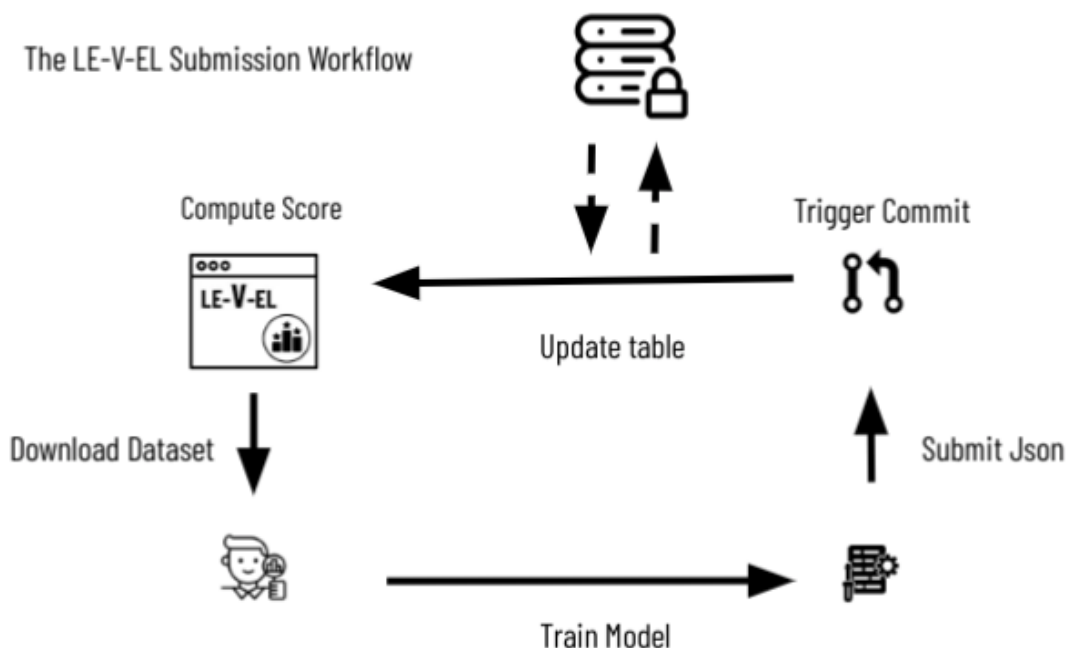 The LE-V-EL Submission Workflow
Compute Score
Trigger Commit
LE-V-EL
Update table
Download Dataset
Submit Json
Train Model